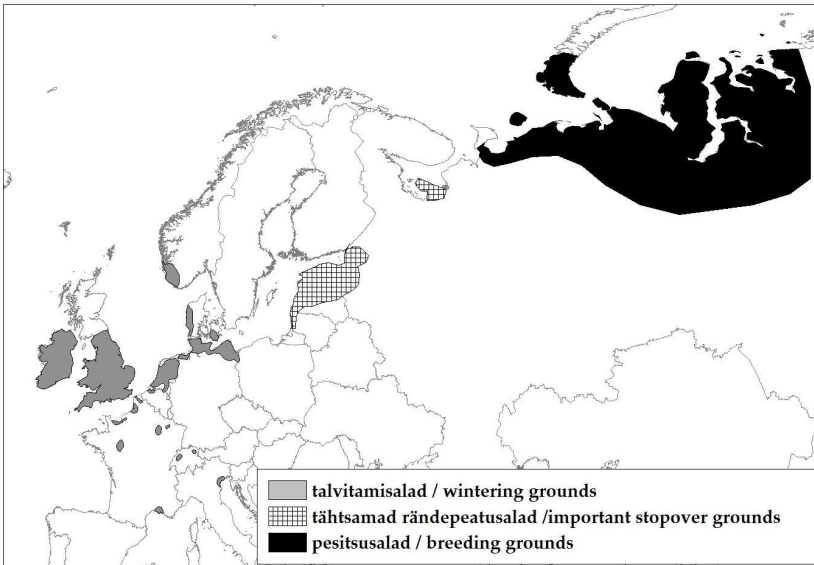 talvitamisalad / wintering grounds
tähtsamad rändepeatusalad /important stopover grounds
pesitsusalad / breeding grounds